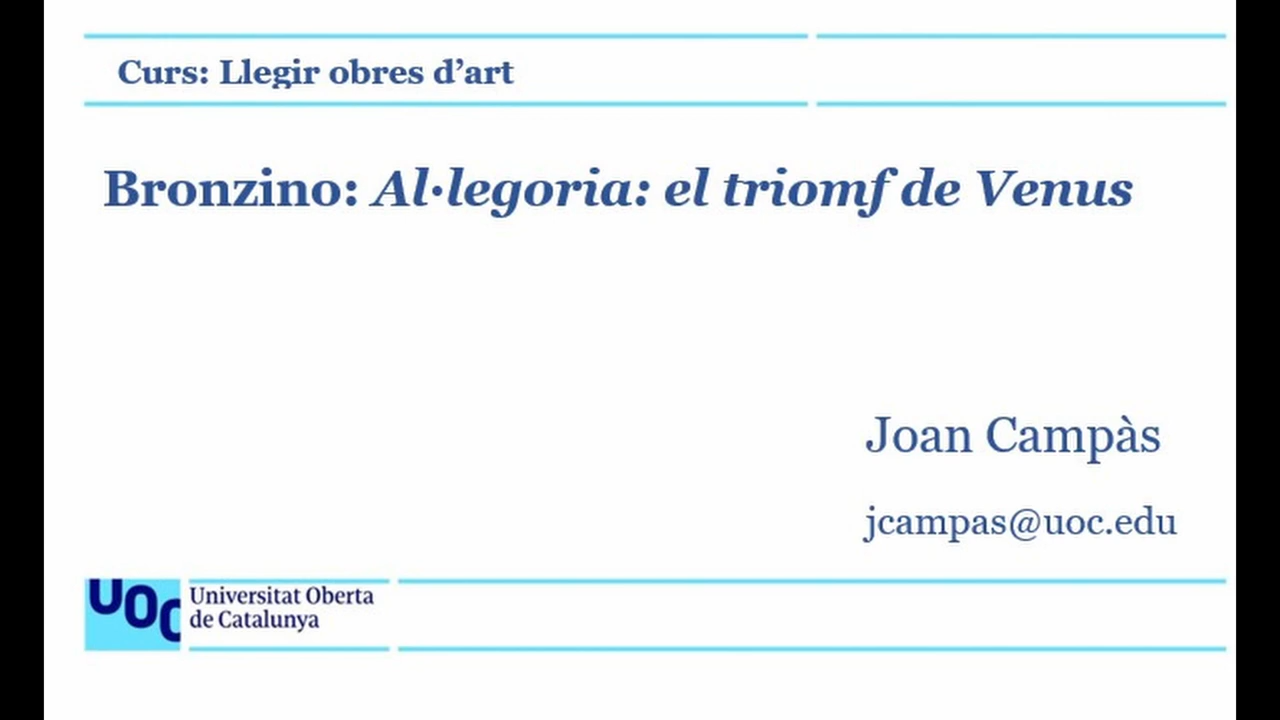 Curs: Llegir obres d’art
Bronzino: Al·legoria: el triomf de Venus
Joan Campàs
jcampas@uoc.edu
UOC
Universitat Oberta
de Catalunya